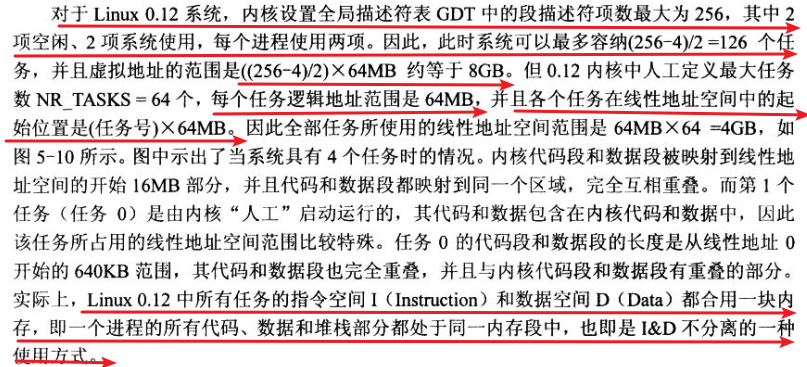 对于 Linux 0.12 系统，内核设置全局描述符表 GDT 中的段描述符项数最大为 256，其中 2
项空闲、2 项系统使用，每个进程使用两项。因此，此时系统可以最多容纳(256-4)/2 =126 个任
务，并且虚拟地址的范围是((256-4)/2)×64MB 约等于 8GB。但 0.12 内核中人工定义最大任务
数 NR_TASKS = 64 个，每个任务逻辑地址范围是 64MB，并且各个任务在线性地址空间中的起
始位置是(任务号)×64MB。因此全部任务所使用的线性地址空间范围是 64MB×64 =4GB，如
图 5-10 所示。图中示出了当系统具有 4 个任务时的情况。内核代码段和数据段被映射到线性地
址空间的开始 16MB 部分，并且代码和数据段都映射到同一个区域，完全互相重叠。而第 1 个
任务（任务 0）是由内核“人工”启动运行的，其代码和数据包含在内核代码和数据中，因此
该任务所占用的线性地址空间范围比较特殊。任务 0 的代码段和数据段的长度是从线性地址 0
开始的 640KB 范围，其代码和数据段也完全重叠，并且与内核代码段和数据段有重叠的部分。
实际上，Linux 0.12 中所有任务的指令空间 I（Instruction）和数据空间 D（Data）都合用一块内
存，即一个进程的所有代码、数据和堆栈部分都处于同一内存段中，也即是 I&D 不分离的一种
使用方式。